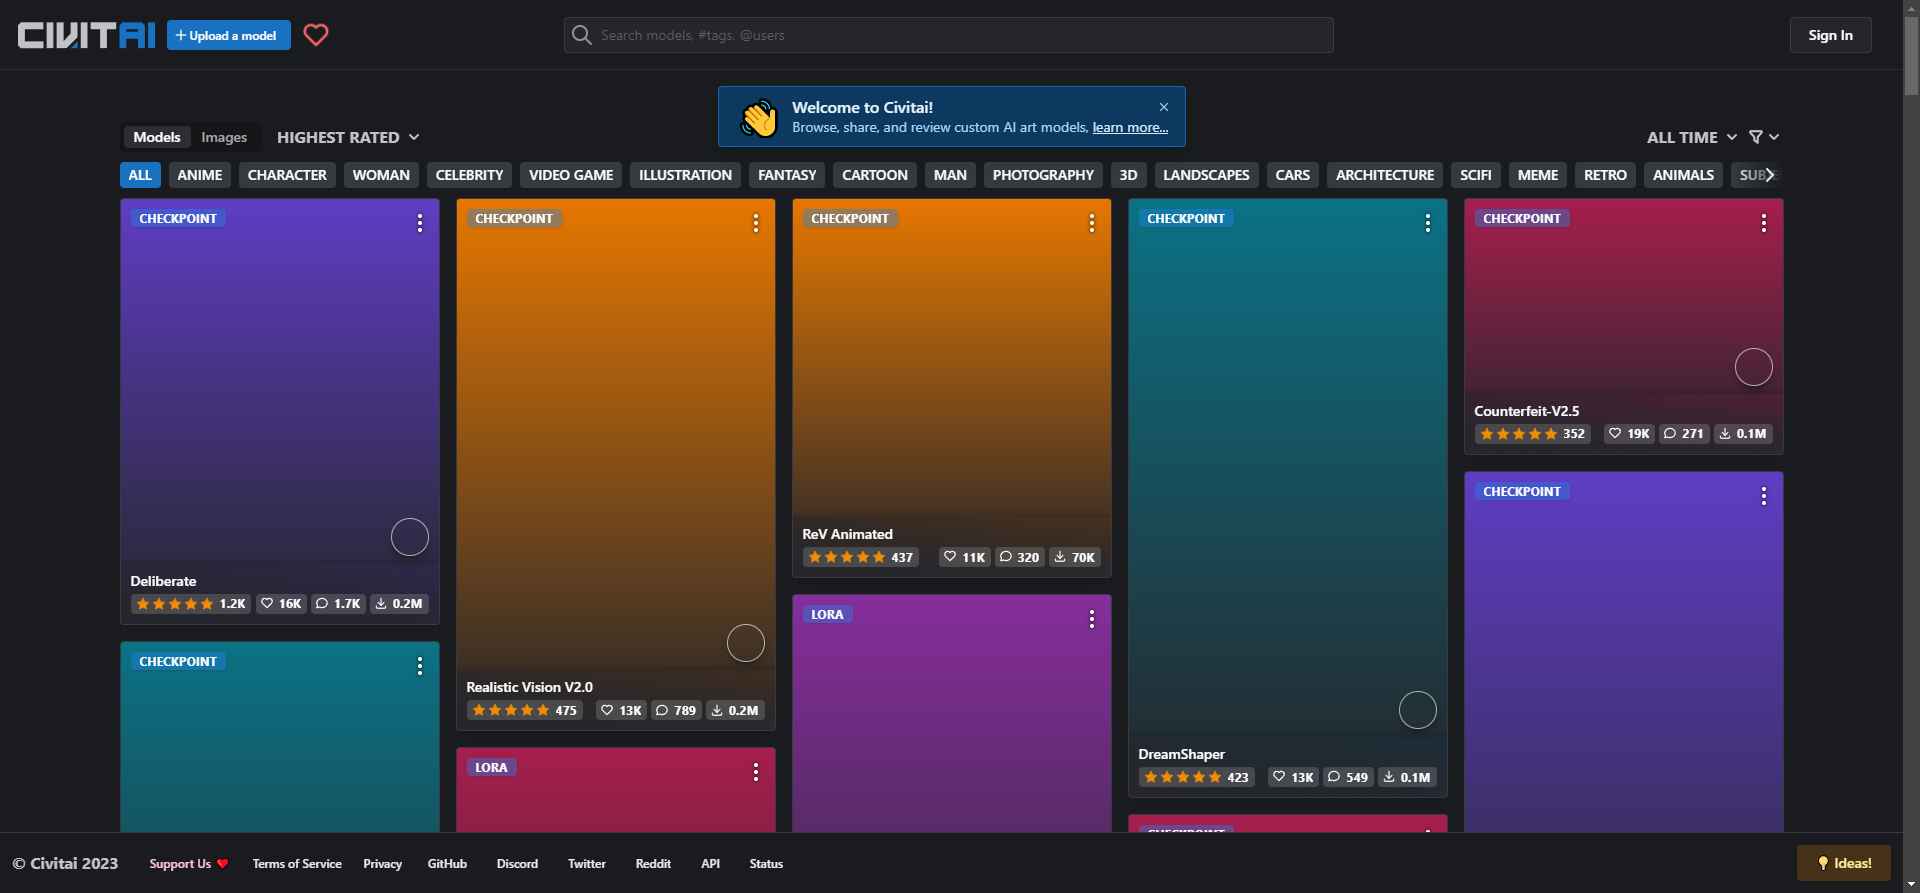 CIVITAI
Upload a model
Search models, #tags, @users
Sign In
Welcome to Civitai!
Browse, share, and review custom AI art models, learn more...
Models Images HIGHEST RATED
ALL TIME
ALL ANIME CHARACTER WOMAN CELEBRITY VIDEO GAME ILLUSTRATION FANTASY CARTOON MAN PHOTOGRAPHY 3D LANDSCAPES CARS ARCHITECTURE SCIFI MEME RETRO ANIMALS
CHECKPOINT
Deliberate
1.2K 16K 1.7K 0.2M
CHECKPOINT
CHECKPOINT
Realistic Vision V2.0
475 13K 789 0.2M
LORA
CHECKPOINT
ReV Animated
437 11K 320 70K
LORA
CHECKPOINT
DreamShaper
423 13K 549 0.1M
CHECKPOINT
Counterfeit-V2.5
352 19K 271 0.1M
CHECKPOINT
© Civitai 2023 Support Us Terms of Service Privacy GitHub Discord Twitter Reddit API Status
Ideas!